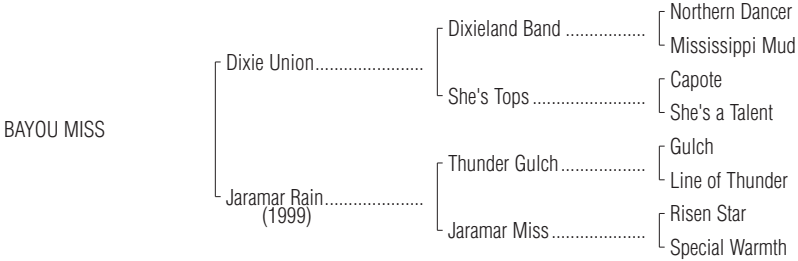 Northern Dancer
Dixieland Band ..................
Mississippi Mud
Dixie Union........................
Capote
She's Tops .........................
She's a Talent
BAYOU MISS
Gulch
Thunder Gulch...................
Line of Thunder
Jaramar Rain......................
(1999)
Risen Star
Jaramar Miss .....................
Special Warmth